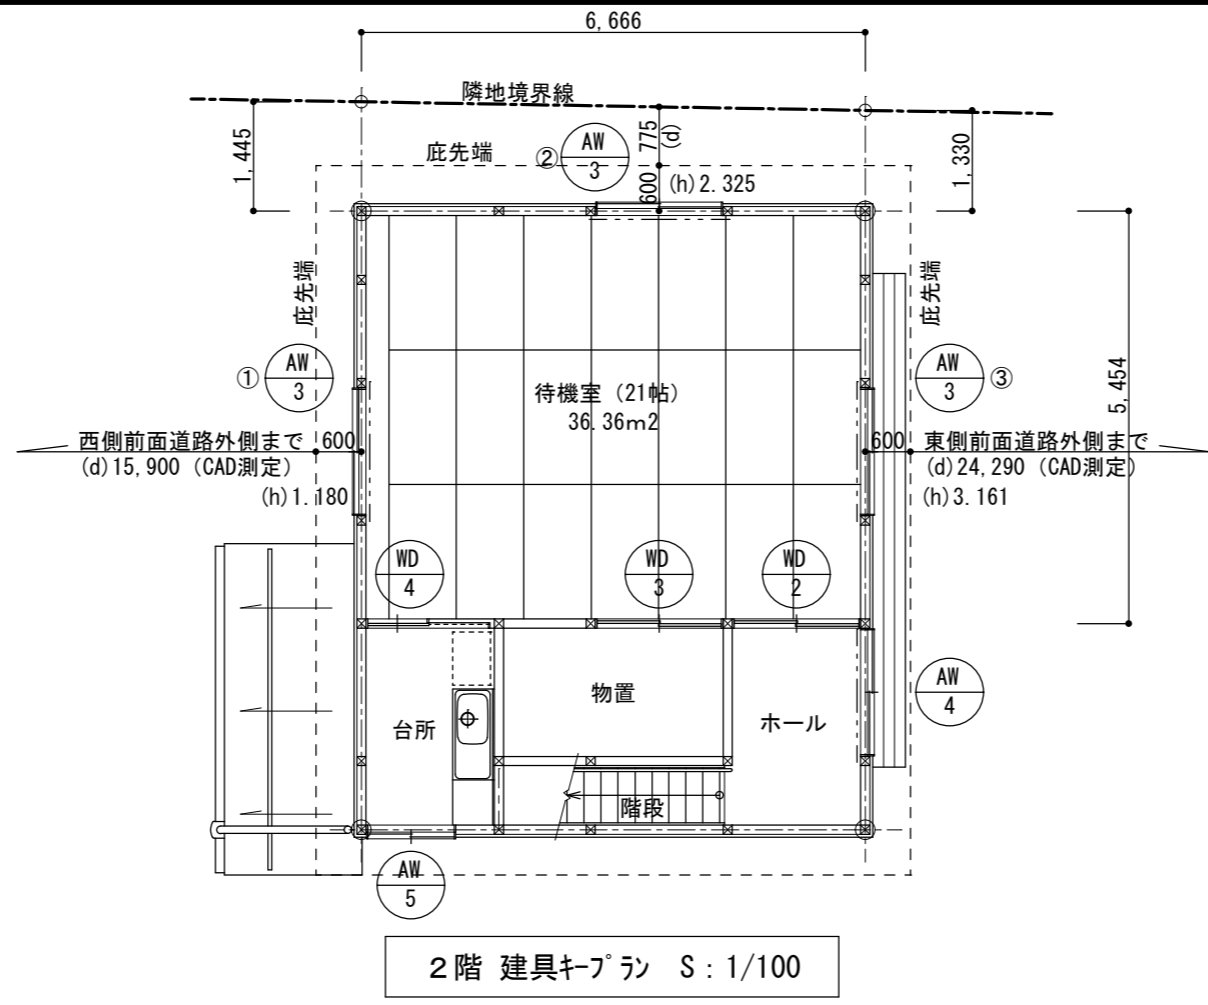 6,666
隣地境界線
1,445
庇先端
②
AW
3
775
(d)
600
(h)2.325
1,330
庇先端
庇先端
①
AW
3
待機室 (21帖)
36.36m2
AW
3
③
5,454
西側前面道路外側まで
600
(d)15,900 (CAD測定)
(h)1.180
600
東側前面道路外側まで
(d)24,290 (CAD測定)
(h)3.161
WD
4
WD
3
WD
2
台所
物置
ホール
AW
4
階段
AW
5
2階 建具キープラン S : 1/100